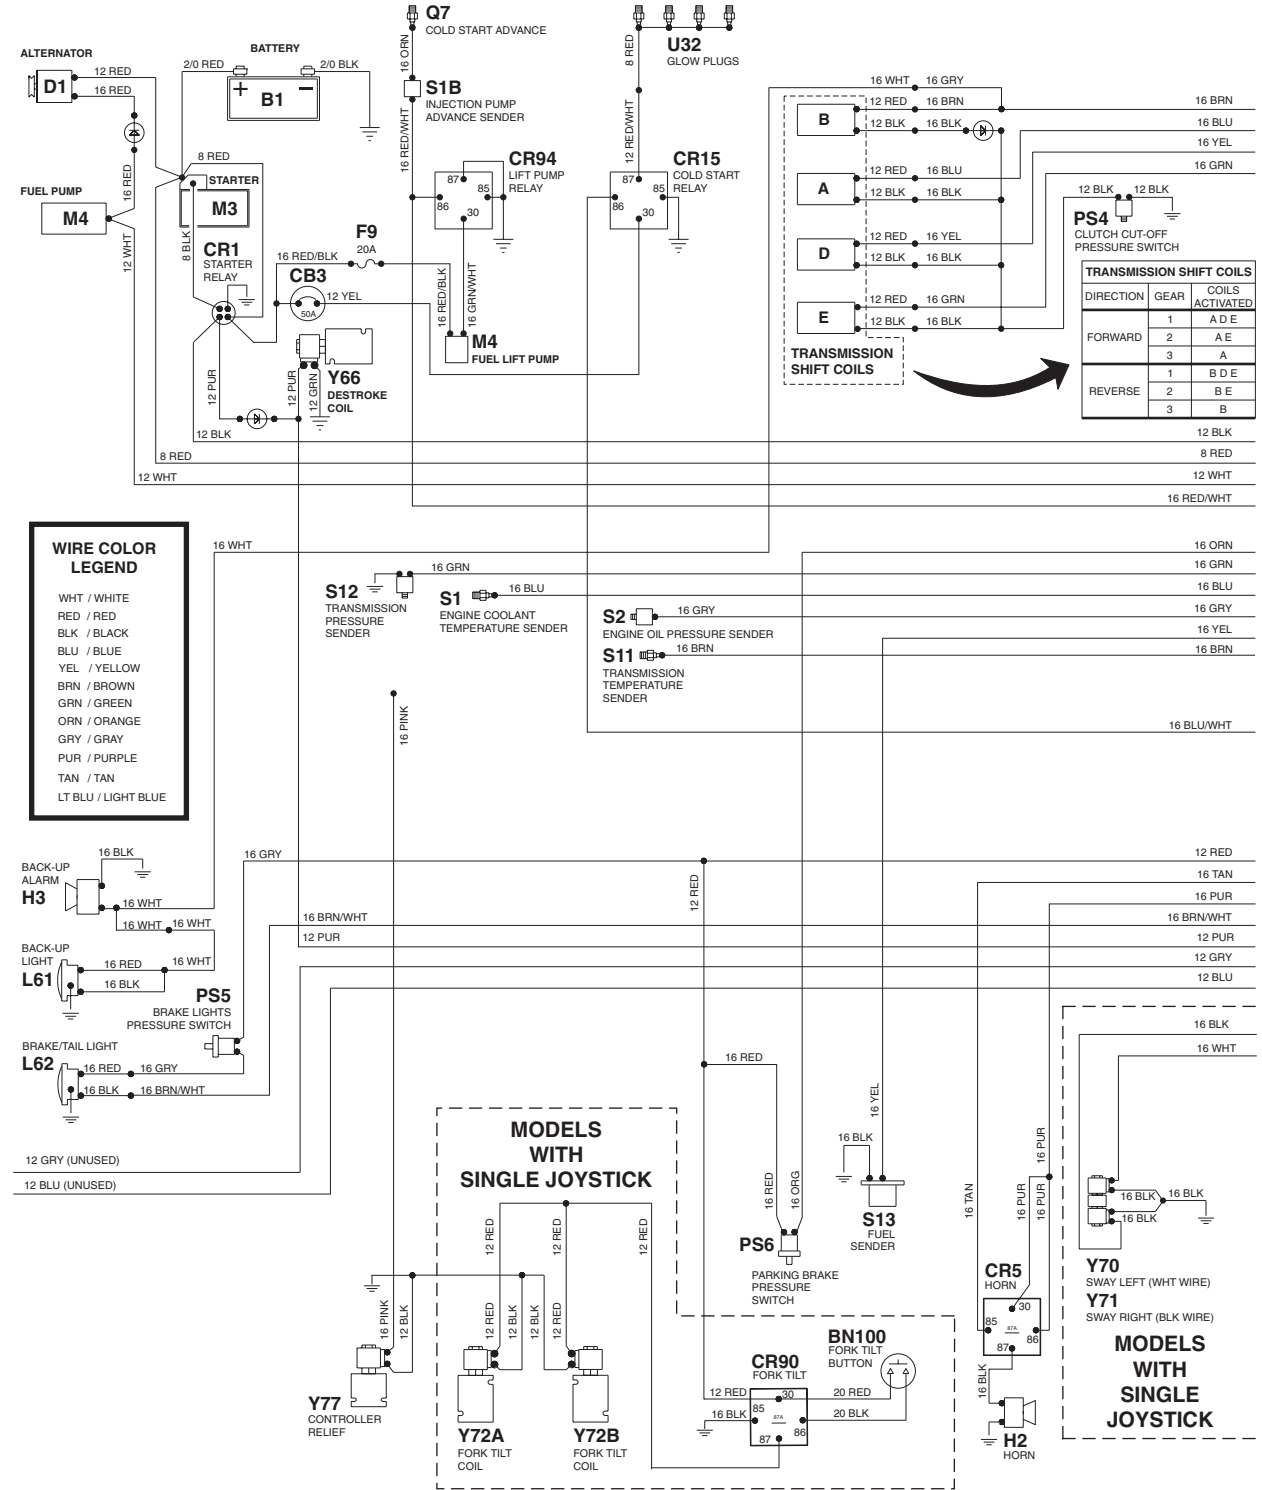 Q7
COLD START ADVANCE
16 ORN
S1B
INJECTION PUMP
ADVANCE SENDER
16 RED/WHT
U32
GLOW PLUGS
8 RED
12 RED/WHT
ALTERNATOR
D1
12 RED
16 RED
BATTERY
2/0 RED
2/0 BLK
+
B1
−
8 RED
STARTER
M3
16 RED
FUEL PUMP
M4
12 WHT
8 BLK
CR1
STARTER
RELAY
CR94
LIFT PUMP
RELAY
87
85
86
30
CR15
COLD START
RELAY
87
85
86
30
F9
20A
16 RED/BLK
CB3
50A
12 YEL
16 RED/BLK
16 GRN/WHT
M4
FUEL LIFT PUMP
Y66
DESTROKE
COIL
12 PUR
12 PUR
12 GRN
16 WHT
16 GRY
B
12 RED
16 BRN
12 BLK
16 BLK
A
12 RED
16 BLU
12 BLK
16 BLK
D
12 RED
16 YEL
12 BLK
16 BLK
E
12 RED
16 GRN
12 BLK
16 BLK
TRANSMISSION
SHIFT COILS
16 BRN
16 BLU
16 YEL
16 GRN
12 BLK
12 BLK
PS4
CLUTCH CUT-OFF
PRESSURE SWITCH
TRANSMISSION SHIFT COILS
DIRECTION GEAR COILS ACTIVATED
FORWARD
1 A D E
2 A E
3 A
REVERSE
1 B D E
2 B E
3 B
12 BLK
12 BLK
8 RED
8 RED
12 WHT
12 WHT
16 RED/WHT
WIRE COLOR
LEGEND
WHT / WHITE
RED / RED
BLK / BLACK
BLU / BLUE
YEL / YELLOW
BRN / BROWN
GRN / GREEN
ORN / ORANGE
GRY / GRAY
PUR / PURPLE
TAN / TAN
LT BLU / LIGHT BLUE
16 WHT
16 ORN
S12
TRANSMISSION
PRESSURE
SENDER
16 GRN
16 GRN
S1
ENGINE COOLANT
TEMPERATURE SENDER
16 BLU
16 BLU
S2
16 GRY
16 GRY
ENGINE OIL PRESSURE SENDER
16 YEL
S11
16 BRN
16 BRN
TRANSMISSION
TEMPERATURE
SENDER
16 PINK
16 BLU/WHT
BACK-UP
ALARM
H3
16 BLK
16 WHT
16 WHT
16 WHT
16 GRY
12 RED
12 RED
16 TAN
16 PUR
16 BRN/WHT
16 BRN/WHT
12 PUR
12 PUR
12 GRY
12 BLU
BACK-UP
LIGHT
L61
16 RED
16 WHT
16 BLK
PS5
BRAKE LIGHTS
PRESSURE SWITCH
BRAKE/TAIL LIGHT
L62
16 RED
16 GRY
16 BLK
16 BRN/WHT
16 BLK
16 WHT
16 RED
12 GRY (UNUSED)
12 BLU (UNUSED)
MODELS
WITH
SINGLE JOYSTICK
12 RED
12 RED
12 RED
16 PINK
12 BLK
12 RED
12 BLK
12 BLK
12 RED
Y77
CONTROLLER
RELIEF
Y72A
FORK TILT
COIL
Y72B
FORK TILT
COIL
16 RED
16 ORG
PS6
PARKING BRAKE
PRESSURE
SWITCH
16 YEL
16 BLK
S13
FUEL
SENDER
BN100
FORK TILT
BUTTON
CR90
FORK TILT
12 RED
30
20 RED
85
16 BLK
87A
86
20 BLK
87
16 TAN
16 PUR
16 PUR
16 PUR
CR5
HORN
30
85
87A
86
87
16 BLK
H2
HORN
16 BLK
16 BLK
16 BLK
Y70
SWAY LEFT (WHT WIRE)
Y71
SWAY RIGHT (BLK WIRE)
MODELS
WITH
SINGLE
JOYSTICK